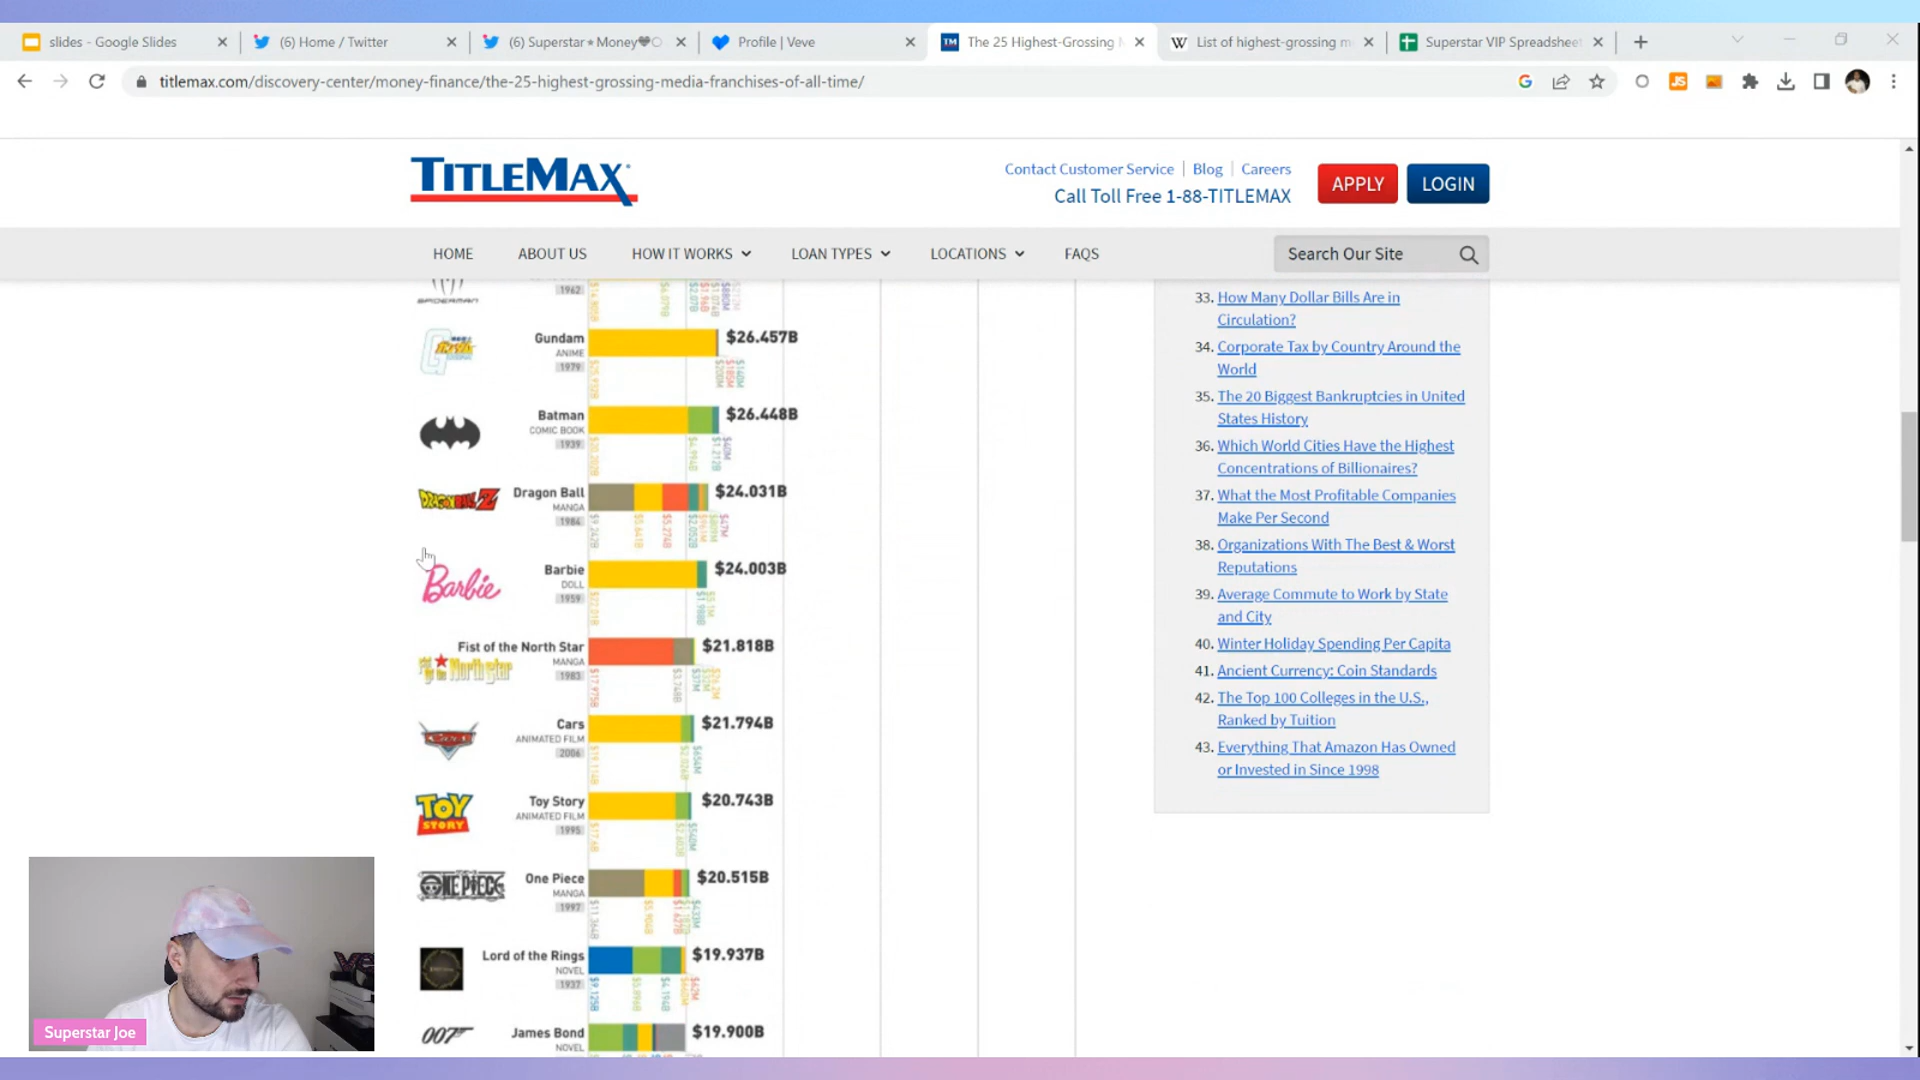 slides - Google Slides
(6) Home / Twitter
(6) Superstar★Money
Profile | Veve
The 25 Highest-Grossing
List of highest-grossing m
Superstar VIP Spreadsheet
titlemax.com/discovery-center/money-finance/the-25-highest-grossing-media-franchises-of-all-time/
TITLEMAX
Contact Customer Service | Blog | Careers
Call Toll Free 1-88-TITLEMAX
APPLY
LOGIN
HOME
ABOUT US
HOW IT WORKS
LOAN TYPES
LOCATIONS
FAQS
Search Our Site
SPIDERMAN
1962
Gundam
ANIME
1979
$26.457B
Batman
COMIC BOOK
1939
$26.448B
DRAGON BALL Z
Dragon Ball
MANGA
1984
$24.031B
Barbie
Barbie
DOLL
1959
$24.003B
Fist of the North Star
MANGA
1983
$21.818B
Cars
Cars
ANIMATED FILM
2006
$21.794B
TOY STORY
Toy Story
ANIMATED FILM
1995
$20.743B
ONE PIECE
One Piece
MANGA
1997
$20.515B
Lord of the Rings
NOVEL
1937
$19.937B
007
James Bond
NOVEL
$19.900B
33. How Many Dollar Bills Are in
Circulation?
34. Corporate Tax by Country Around the
World
35. The 20 Biggest Bankruptcies in United
States History
36. Which World Cities Have the Highest
Concentrations of Billionaires?
37. What the Most Profitable Companies
Make Per Second
38. Organizations With The Best & Worst
Reputations
39. Average Commute to Work by State
and City
40. Winter Holiday Spending Per Capita
41. Ancient Currency: Coin Standards
42. The Top 100 Colleges in the U.S.,
Ranked by Tuition
43. Everything That Amazon Has Owned
or Invested in Since 1998
Superstar Joe